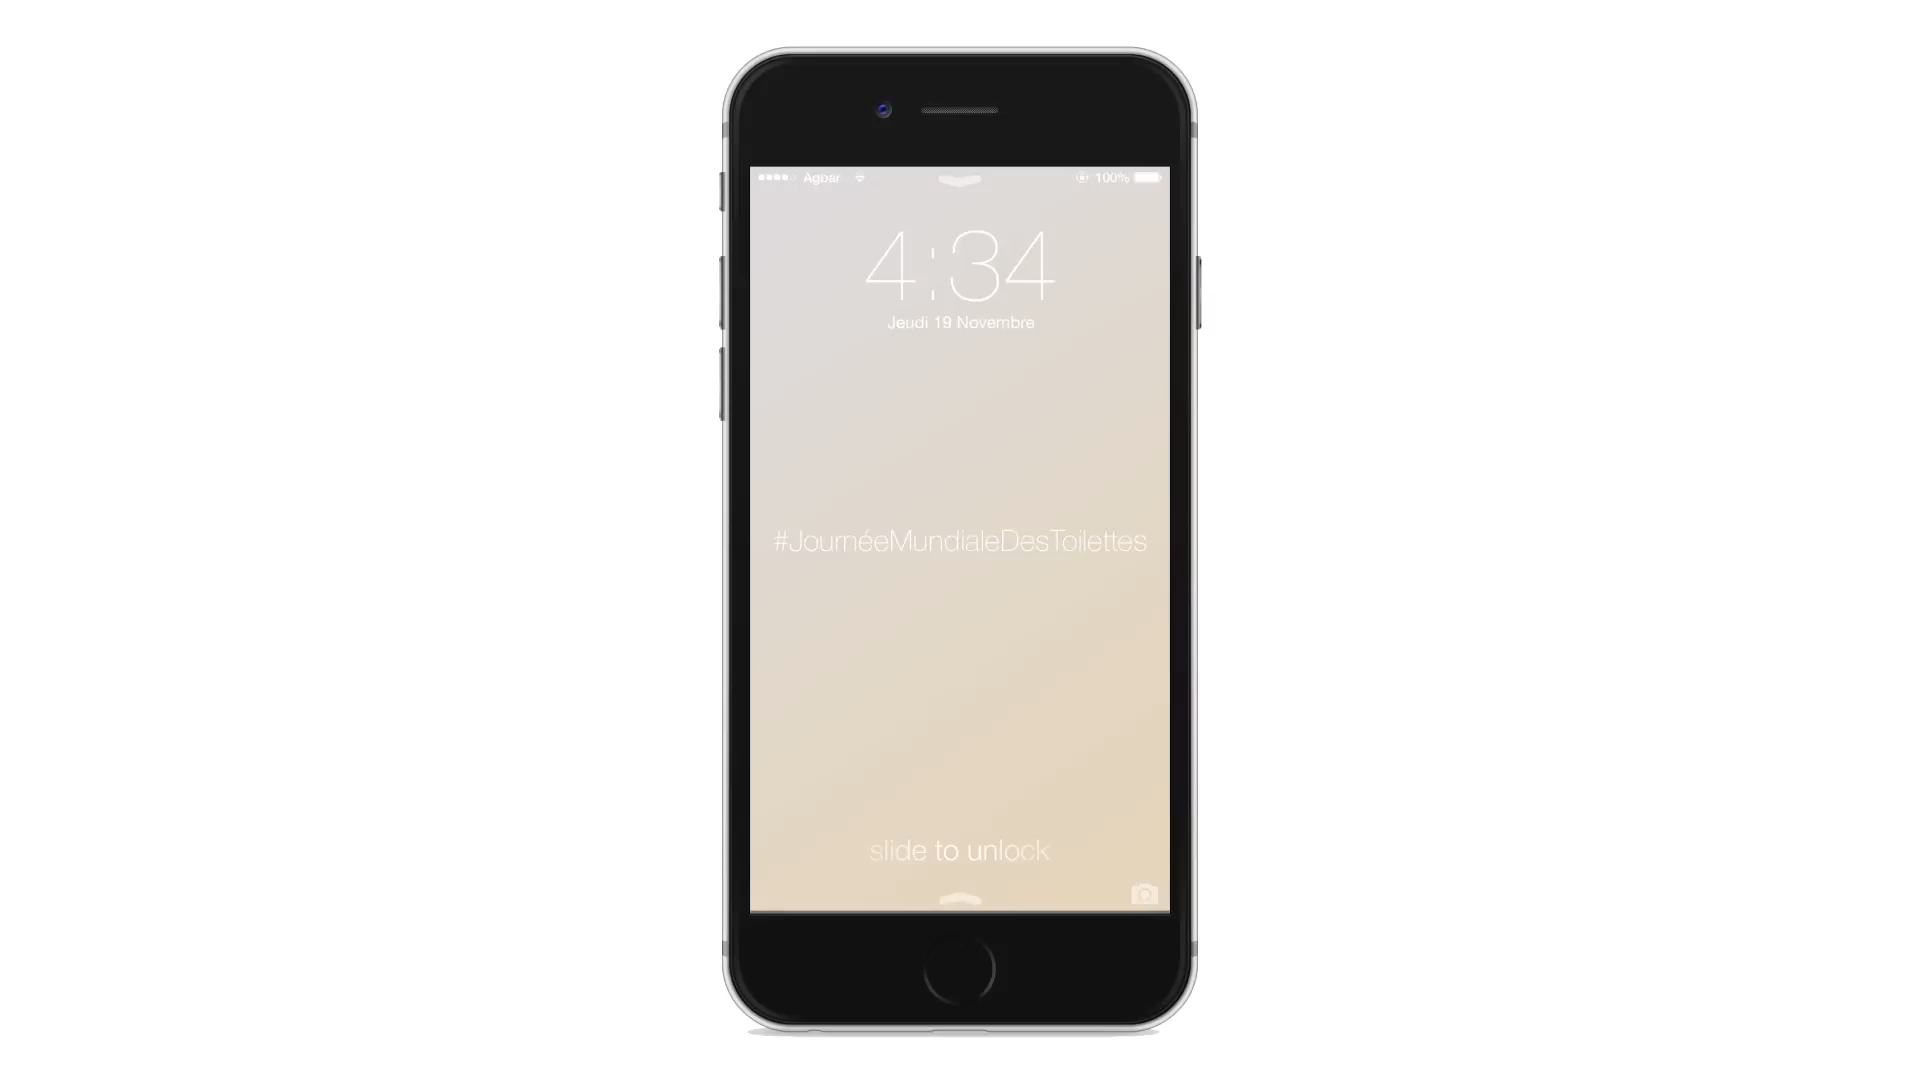 Agbar 100%
4:34
Jeudi 19 Novembre
#JournéeMundialeDesToilettes
slide to unlock